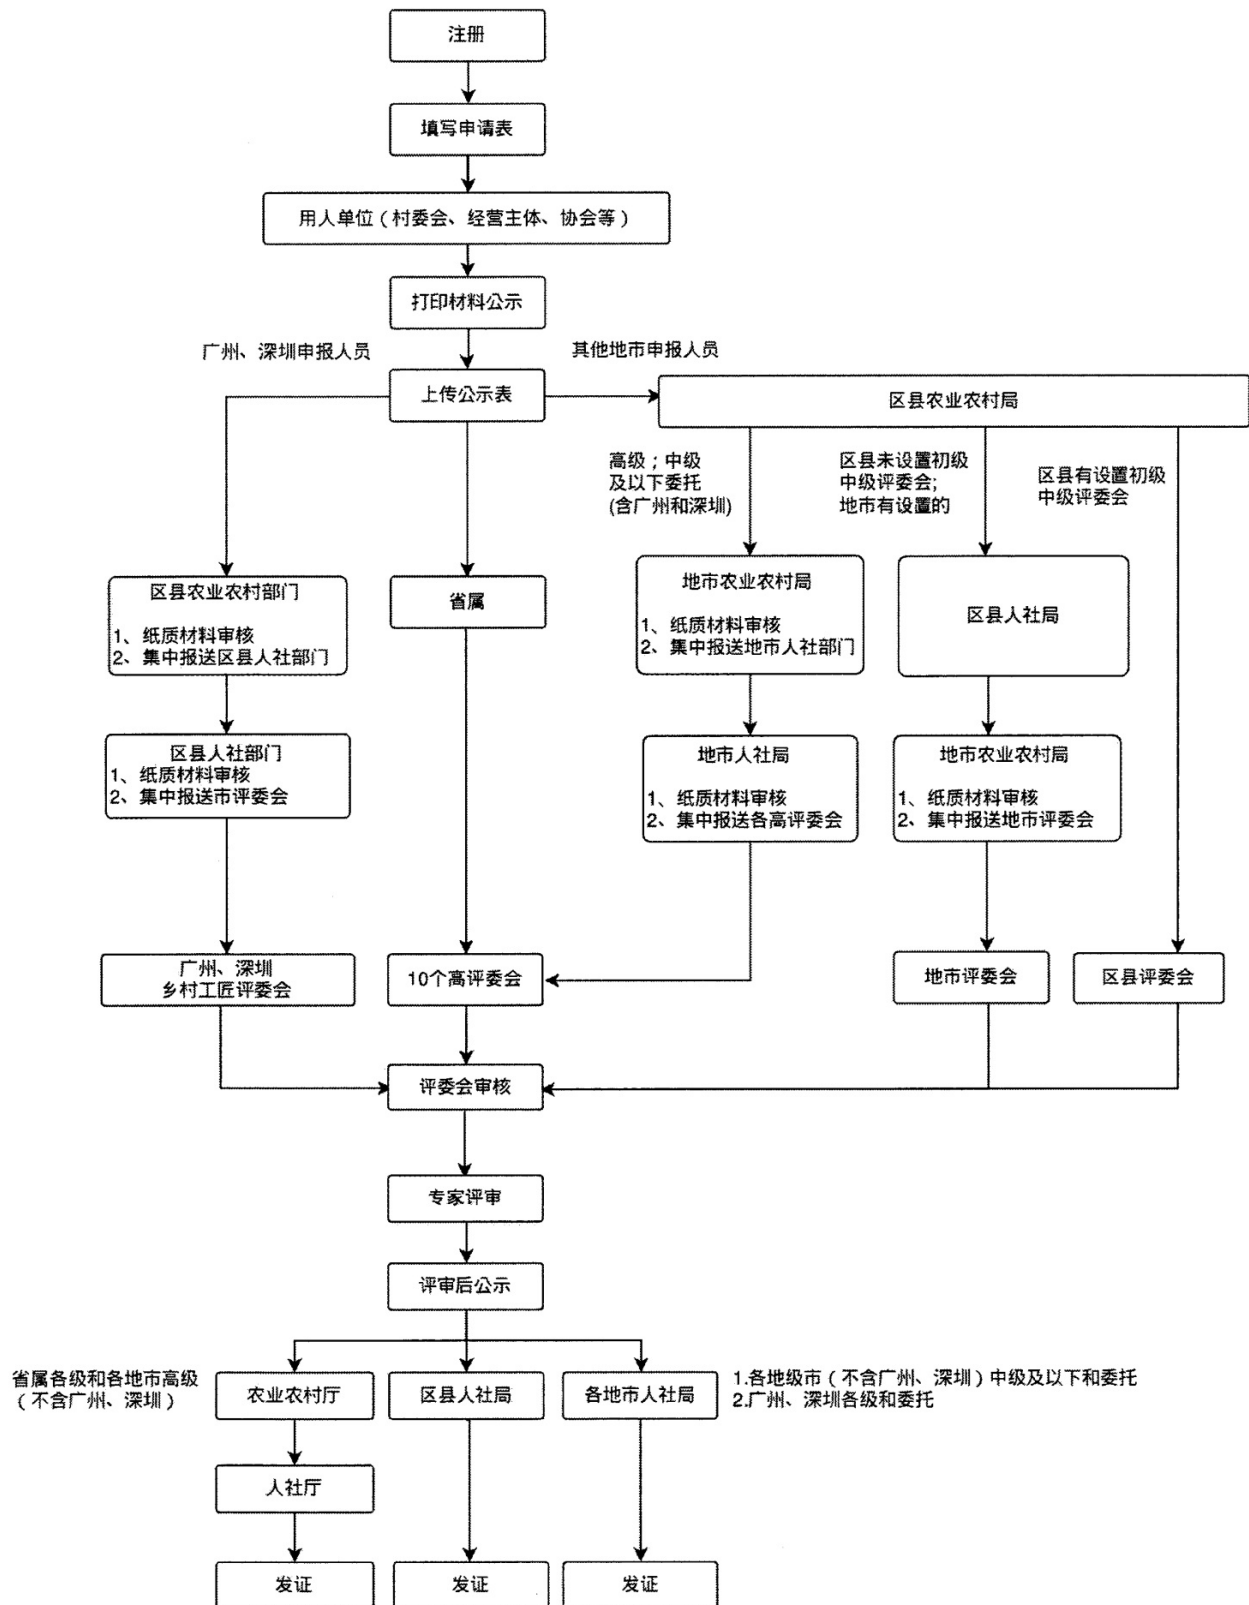 注册
填写申请表
用人单位（村委会、经营主体、协会等）
打印材料公示
广州、深圳申报人员
其他地市申报人员
上传公示表
区县农业农村局
高级；中级
及以下委托
(含广州和深圳)
区县未设置初级
中级评委会;
地市有设置的
区县有设置初级
中级评委会
区县农业农村部门
1、纸质材料审核
2、集中报送区县人社部门
省属
地市农业农村局
1、纸质材料审核
2、集中报送地市人社部门
区县人社局
区县人社部门
1、纸质材料审核
2、集中报送市评委会
地市人社局
1、纸质材料审核
2、集中报送各高评委会
地市农业农村局
1、纸质材料审核
2、集中报送地市评委会
广州、深圳
乡村工匠评委会
10个高评委会
地市评委会
区县评委会
评委会审核
专家评审
评审后公示
省属各级和各地市高级
（不含广州、深圳）
农业农村厅
区县人社局
各地市人社局
1.各地级市（不含广州、深圳）中级及以下和委托
2.广州、深圳各级和委托
人社厅
发证
发证
发证